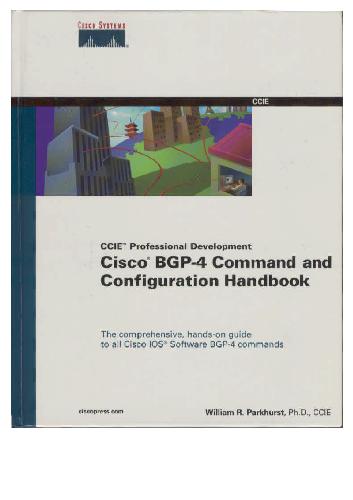 CISCO SYSTEMS
CCIE
CCIE™ Professional Development
Cisco® BGP-4 Command and
Configuration Handbook
The comprehensive, hands-on guide
to all Cisco IOS® Software BGP-4 commands
ciscopress.com
William R. Parkhurst, Ph.D., CCIE